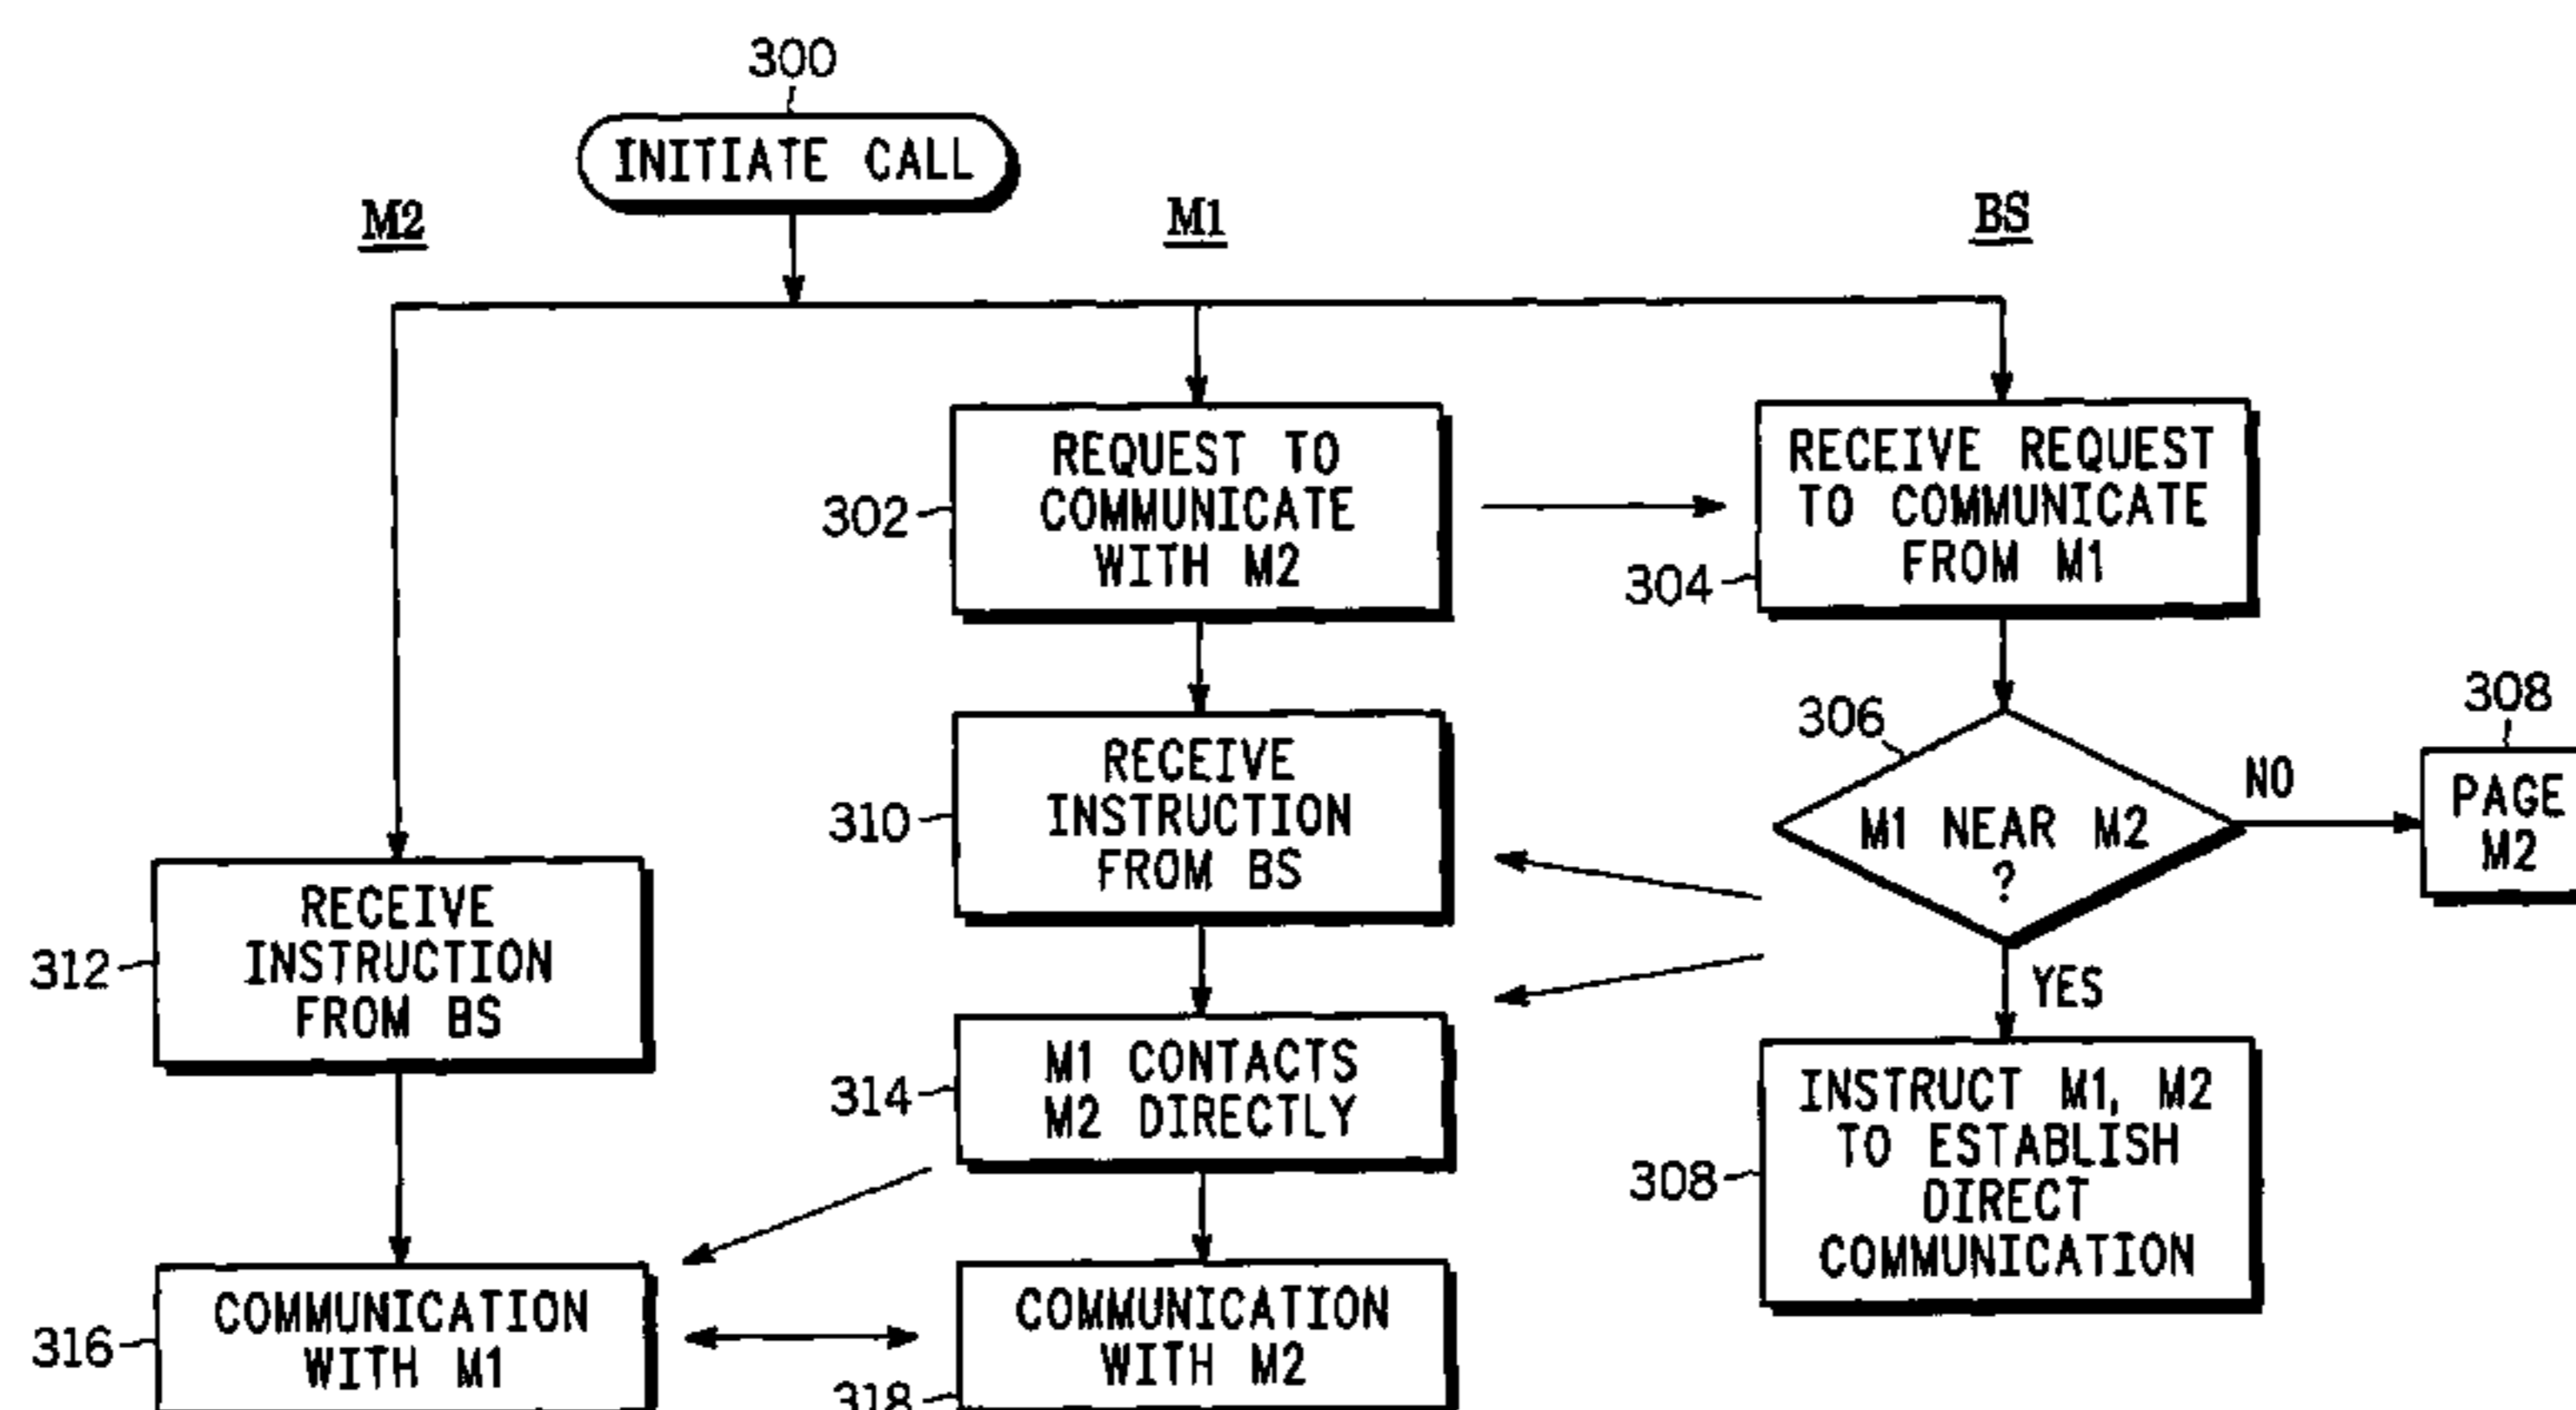 300
INITIATE CALL
M2
M1
BS
302
REQUEST TO
COMMUNICATE
WITH M2
304
RECEIVE REQUEST
TO COMMUNICATE
FROM M1
310
RECEIVE
INSTRUCTION
FROM BS
306
M1 NEAR M2
?
NO
308
PAGE
M2
YES
312
RECEIVE
INSTRUCTION
FROM BS
314
M1 CONTACTS
M2 DIRECTLY
308
INSTRUCT M1, M2
TO ESTABLISH
DIRECT
COMMUNICATION
316
COMMUNICATION
WITH M1
318
COMMUNICATION
WITH M2